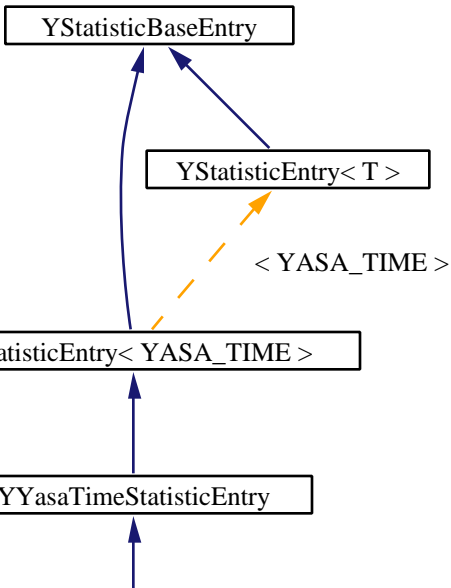 YStatisticBaseEntry
YStatisticEntry< T >
< YASA_TIME >
atisticEntry< YASA_TIME >
YYasaTimeStatisticEntry